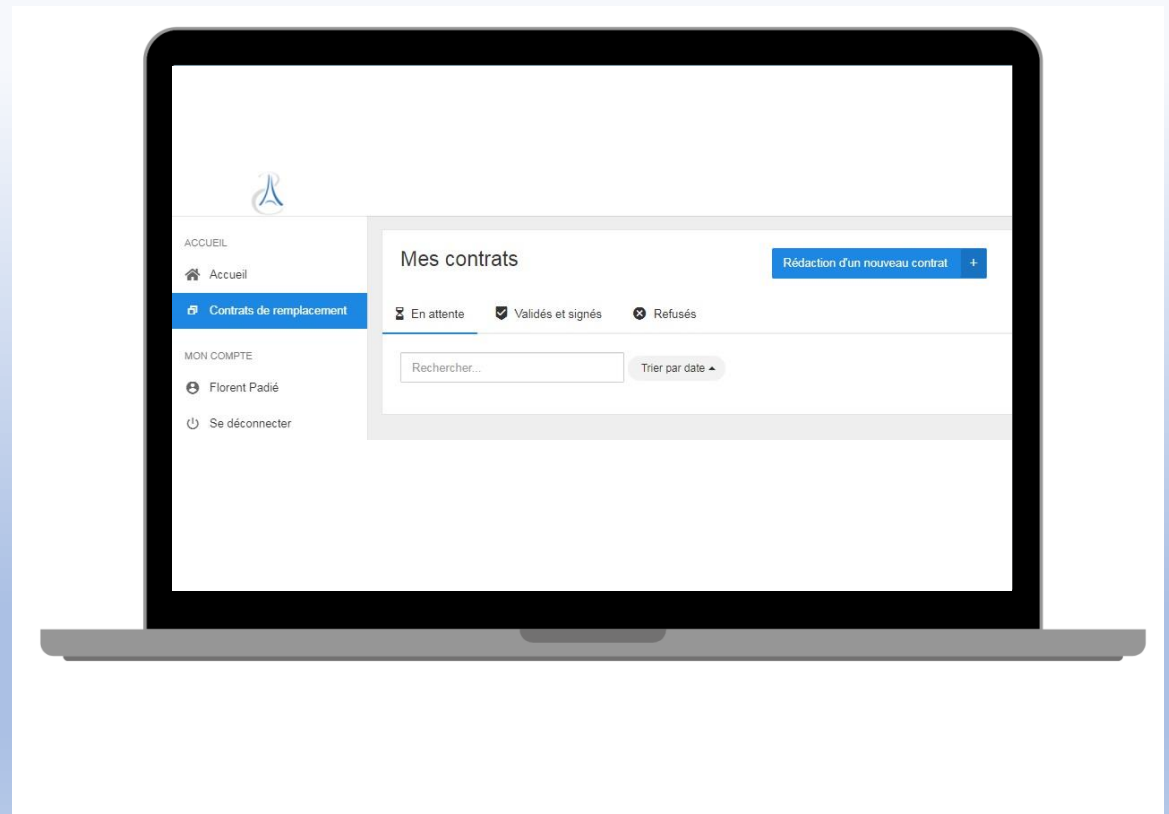 ACCUEIL
Accueil
Contrats de remplacement
MON COMPTE
Florent Padié
Se déconnecter
Mes contrats
Rédaction d'un nouveau contrat +
En attente Validés et signés Refusés
Rechercher... Trier par date